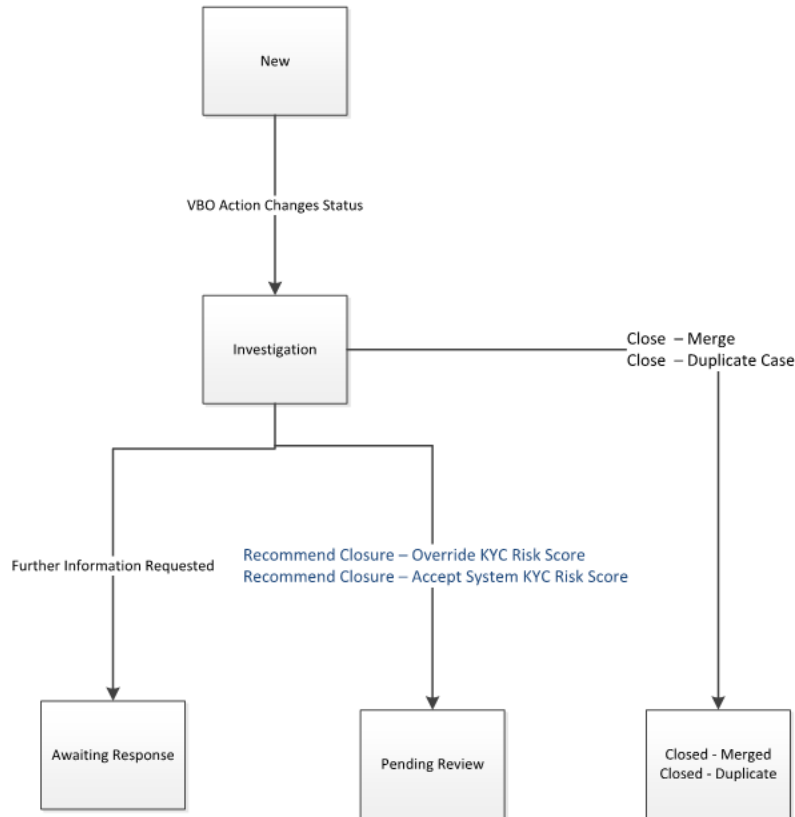 New
VBO Action Changes Status
Investigation
Close – Merge
Close – Duplicate Case
Further Information Requested
Recommend Closure – Override KYC Risk Score
Recommend Closure – Accept System KYC Risk Score
Awaiting Response
Pending Review
Closed - Merged
Closed - Duplicate